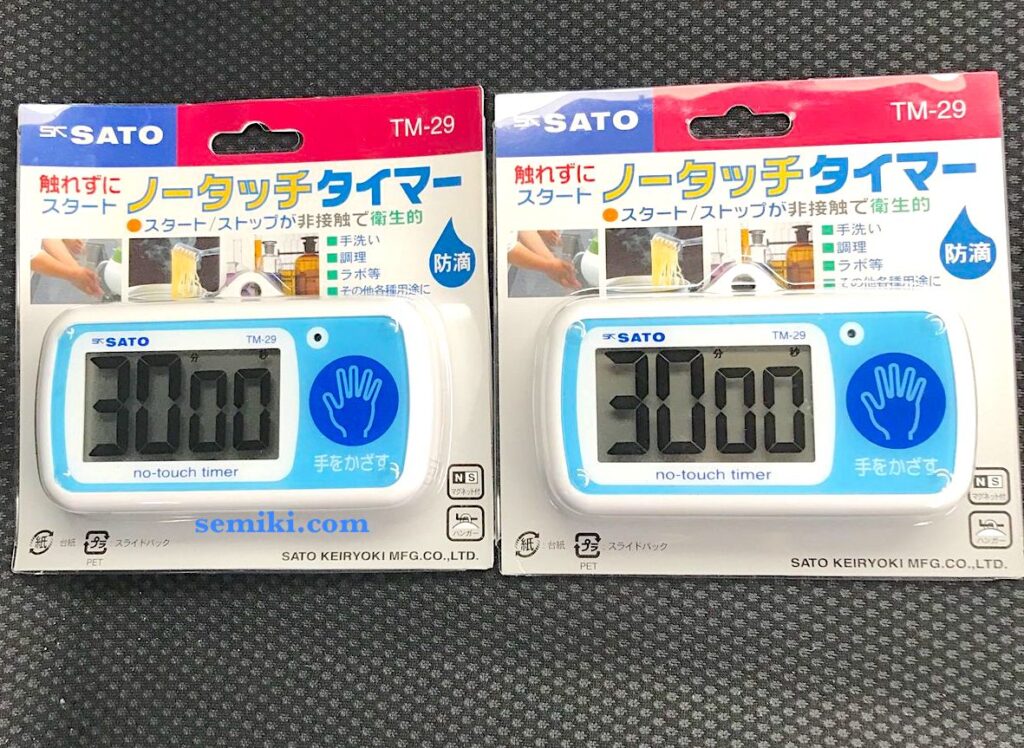 SK SATO
TM-29
触れずに
スタート
ノータッチタイマー
スタート/ストップが非接触で衛生的
手洗い
調理
ラボ等
その他各種用途に
防滴
SK SATO
TM-29
分 秒
30 00
no-touch timer
手をかざす
N S
マグネット付
ハンガー
semiki.com
紙 : 台紙
プラ : スライドパック
PET
SATO KEIRYOKI MFG.CO.,LTD.
SK SATO
TM-29
触れずに
スタート
ノータッチタイマー
スタート/ストップが非接触で衛生的
手洗い
調理
ラボ等
その他各種用途に
防滴
SK SATO
TM-29
分 秒
30 00
no-touch timer
手をかざす
N S
マグネット付
ハンガー
紙 : 台紙
プラ : スライドパック
PET
SATO KEIRYOKI MFG.CO.,LTD.